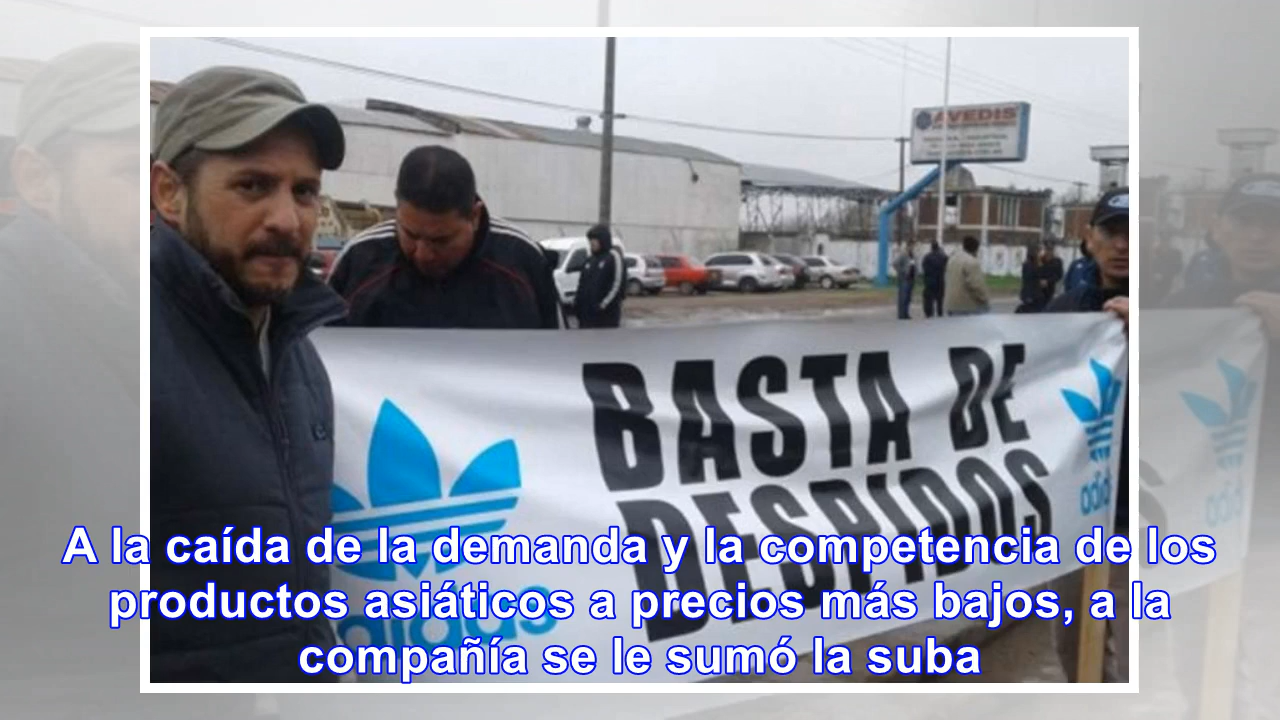 AVEDIS
BASTA DE
DESPIDOS
adidas
A la caída de la demanda y la competencia de los
productos asiáticos a precios más bajos, a la
compañía se le sumó la suba